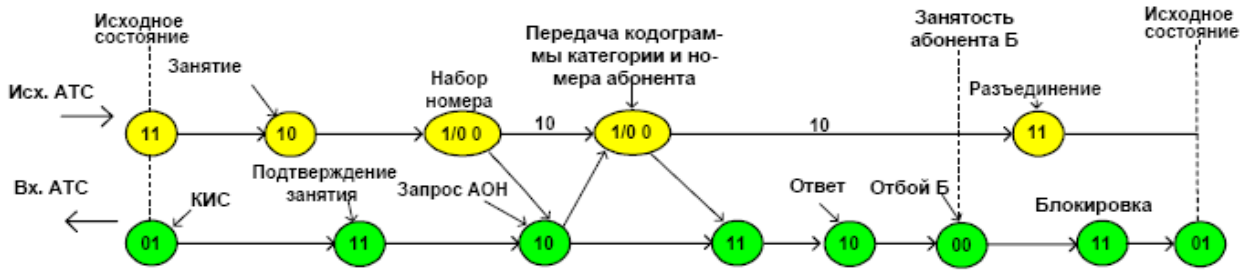 Исходное
состояние
Занятие
Набор
номера
Передача кодограм-
мы категории и но-
мера абонента
Занятость
абонента Б
Исходное
состояние
Разъединение
Исх. АТС
11
10
1/0 0
10
1/0 0
10
11
Вх. АТС
КИС
Подтверждение
занятия
Запрос АОН
Ответ
Отбой Б
Блокировка
01
11
10
11
10
00
11
01